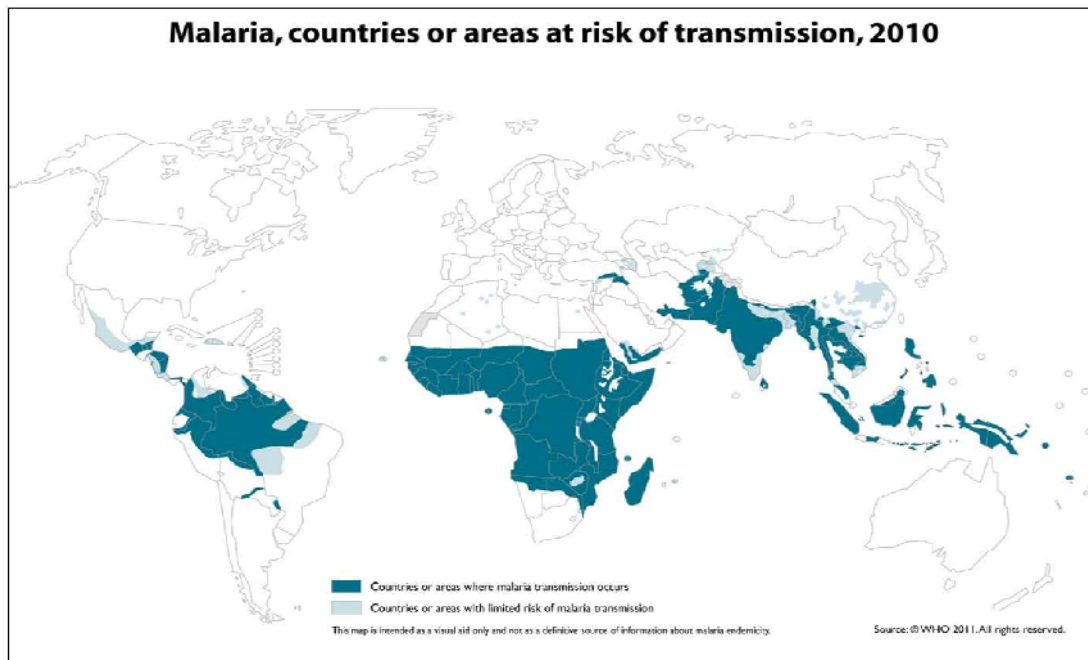 Malaria, countries or areas at risk of transmission, 2010
Countries or areas where malaria transmission occurs
Countries or areas with limited risk of malaria transmission
This map is intended as a visual aid only and not as a definitive source of information about malaria endemicity.
Source: © WHO 2011. All rights reserved.